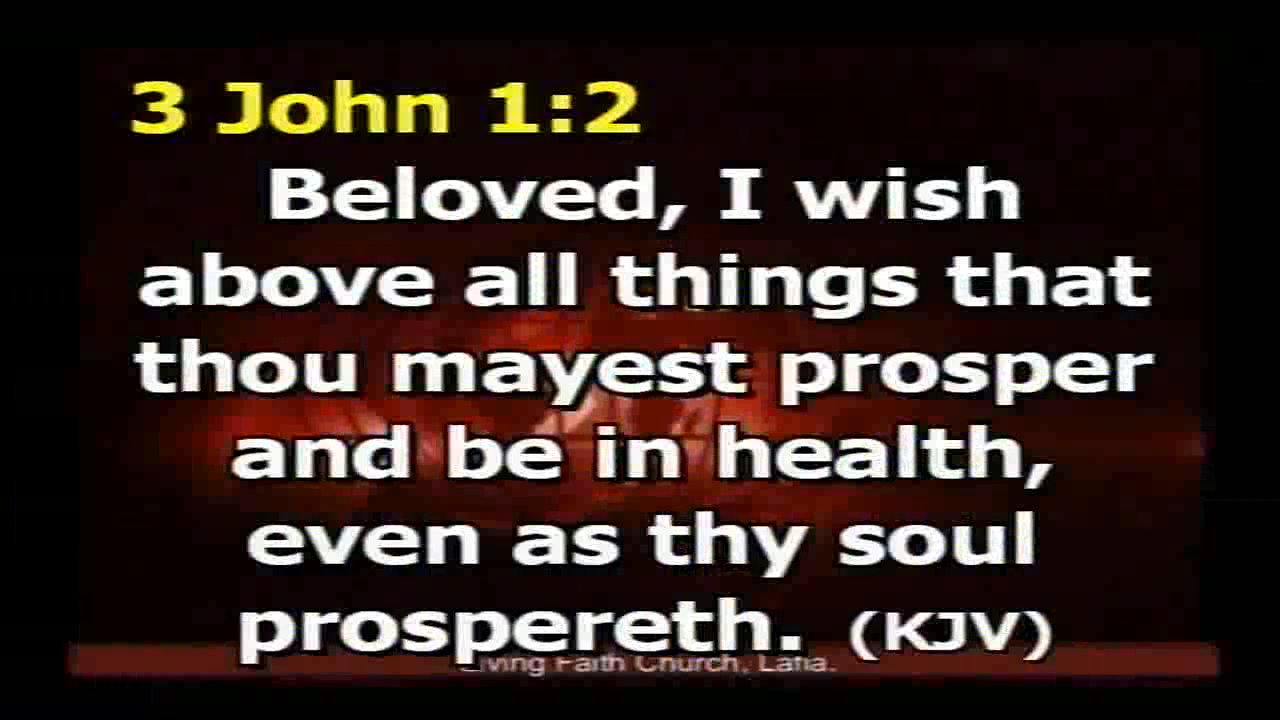 3 John 1:2
Beloved, I wish
above all things that
thou mayest prosper
and be in health,
even as thy soul
prospereth. (KJV)
Living Faith Church, Lafia.